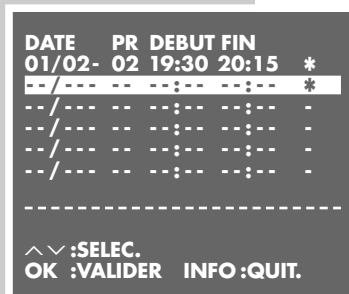 DATE PR DEBUT FIN
01/02- 02 19:30 20:15 *
--/--- -- --:-- --:-- *
--/--- -- --:-- --:-- -
--/--- -- --:-- --:-- -
--/--- -- --:-- --:-- -
--/--- -- --:-- --:-- -
:SELEC.
OK :VALIDER INFO :QUIT.